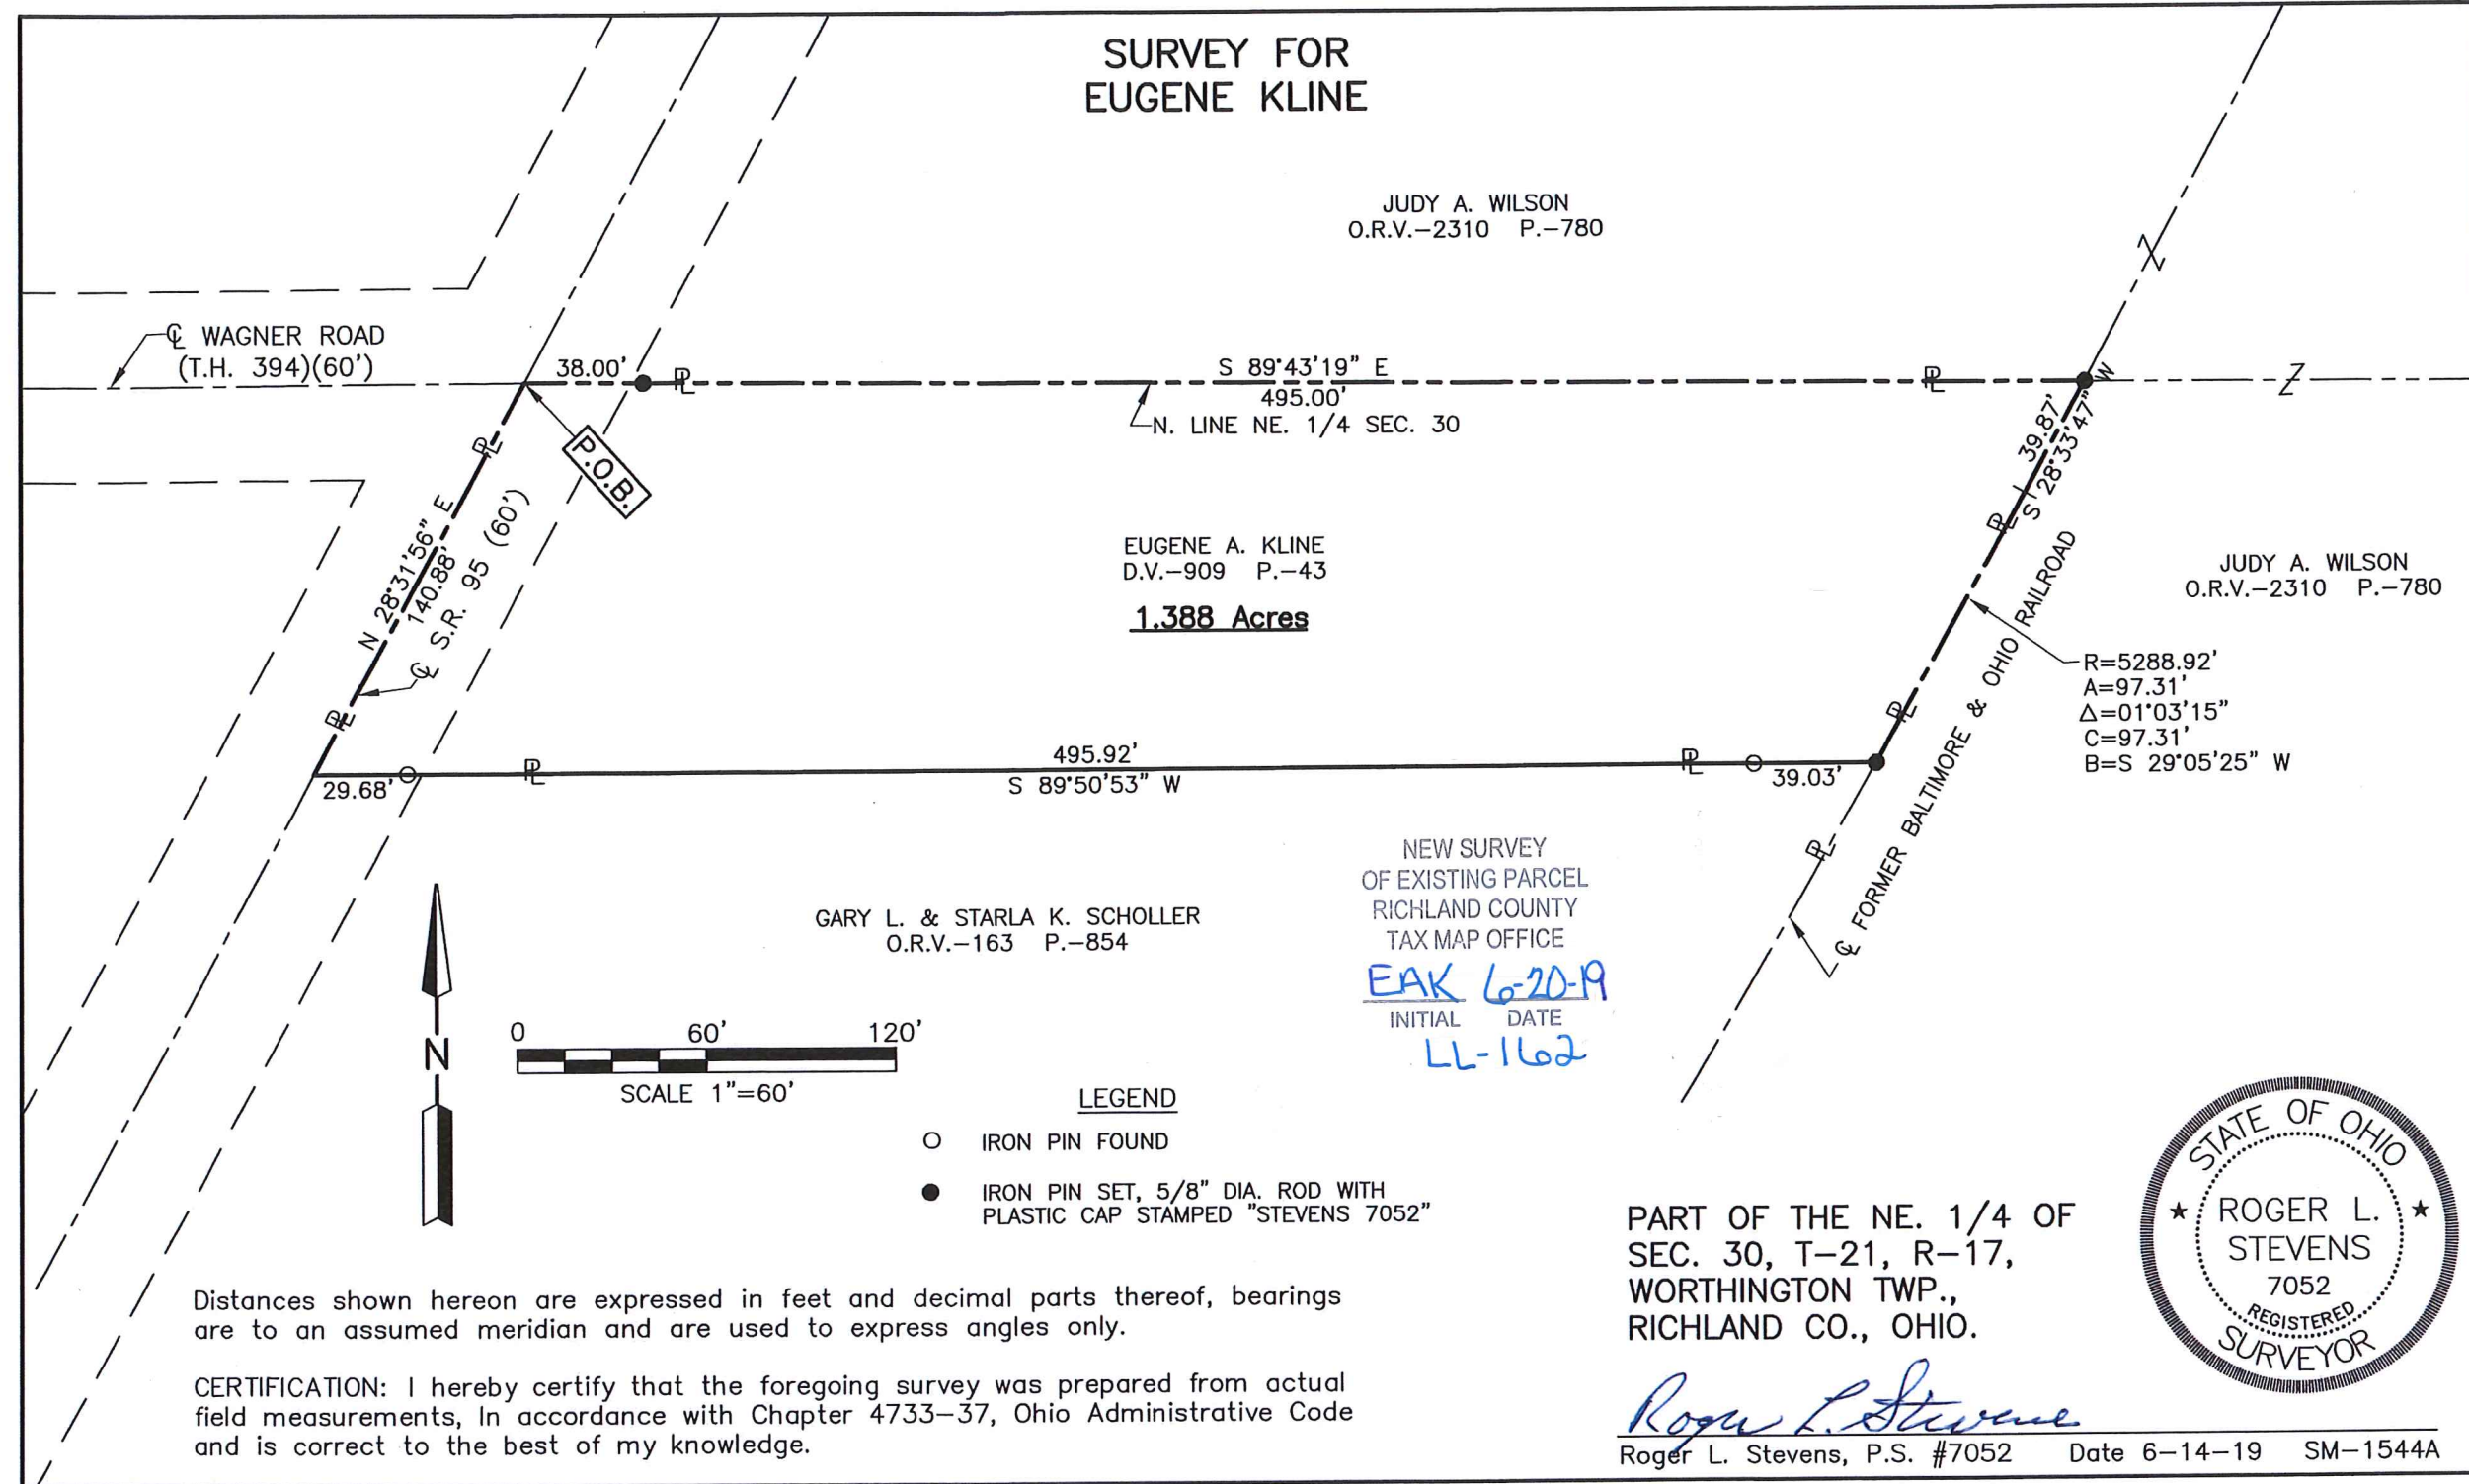 SURVEY FOR
EUGENE KLINE
JUDY A. WILSON
O.R.V.-2310 P.-780
℄ WAGNER ROAD
(T.H. 394)(60')
38.00'
℄
S 89°43'19" E
495.00'
N. LINE NE. 1/4 SEC. 30
℄
P.O.B.
39.87'
S 28°33'47" W
N 28°31'56" E
140.88'
℄ S.R. 95 (60')
EUGENE A. KLINE
D.V.-909 P.-43
1.388 Acres
JUDY A. WILSON
O.R.V.-2310 P.-780
R=5288.92'
A=97.31'
Δ=01°03'15"
C=97.31'
B=S 29°05'25" W
℄ FORMER BALTIMORE & OHIO RAILROAD
29.68'
495.92'
S 89°50'53" W
39.03'
GARY L. & STARLA K. SCHOLLER
O.R.V.-163 P.-854
NEW SURVEY
OF EXISTING PARCEL
RICHLAND COUNTY
TAX MAP OFFICE
EAK 6-20-19
INITIAL DATE
LL-162
N
0 60' 120'
SCALE 1"=60'
LEGEND
IRON PIN FOUND
IRON PIN SET, 5/8" DIA. ROD WITH
PLASTIC CAP STAMPED "STEVENS 7052"
Distances shown hereon are expressed in feet and decimal parts thereof, bearings
are to an assumed meridian and are used to express angles only.
CERTIFICATION: I hereby certify that the foregoing survey was prepared from actual
field measurements, In accordance with Chapter 4733-37, Ohio Administrative Code
and is correct to the best of my knowledge.
PART OF THE NE. 1/4 OF
SEC. 30, T-21, R-17,
WORTHINGTON TWP.,
RICHLAND CO., OHIO.
STATE OF OHIO
ROGER L.
STEVENS
7052
REGISTERED
SURVEYOR
Roger L. Stevens
Roger L. Stevens, P.S. #7052 Date 6-14-19 SM-1544A